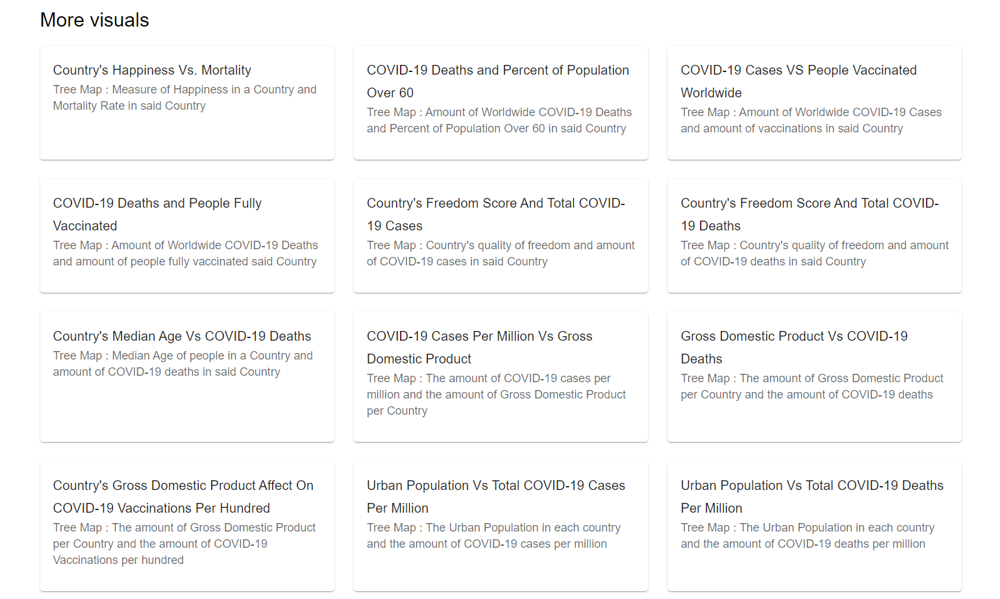 More visuals
Country's Happiness Vs. Mortality
Tree Map : Measure of Happiness in a Country and
Mortality Rate in said Country
COVID-19 Deaths and Percent of Population
Over 60
Tree Map : Amount of Worldwide COVID-19 Deaths
and Percent of Population Over 60 in said Country
COVID-19 Cases VS People Vaccinated
Worldwide
Tree Map : Amount of Worldwide COVID-19 Cases
and amount of vaccinations in said Country
COVID-19 Deaths and People Fully
Vaccinated
Tree Map : Amount of Worldwide COVID-19 Deaths
and amount of people fully vaccinated said Country
Country's Freedom Score And Total COVID-
19 Cases
Tree Map : Country's quality of freedom and amount
of COVID-19 cases in said Country
Country's Freedom Score And Total COVID-
19 Deaths
Tree Map : Country's quality of freedom and amount
of COVID-19 deaths in said Country
Country's Median Age Vs COVID-19 Deaths
Tree Map : Median Age of people in a Country and
amount of COVID-19 deaths in said Country
COVID-19 Cases Per Million Vs Gross
Domestic Product
Tree Map : The amount of COVID-19 cases per
million and the amount of Gross Domestic Product
per Country
Gross Domestic Product Vs COVID-19
Deaths
Tree Map : The amount of Gross Domestic Product
per Country and the amount of COVID-19 deaths
Country's Gross Domestic Product Affect On
COVID-19 Vaccinations Per Hundred
Tree Map : The amount of Gross Domestic Product
per Country and the amount of COVID-19
Vaccinations per hundred
Urban Population Vs Total COVID-19 Cases
Per Million
Tree Map : The Urban Population in each country
and the amount of COVID-19 cases per million
Urban Population Vs Total COVID-19 Deaths
Per Million
Tree Map : The Urban Population in each country
and the amount of COVID-19 deaths per million